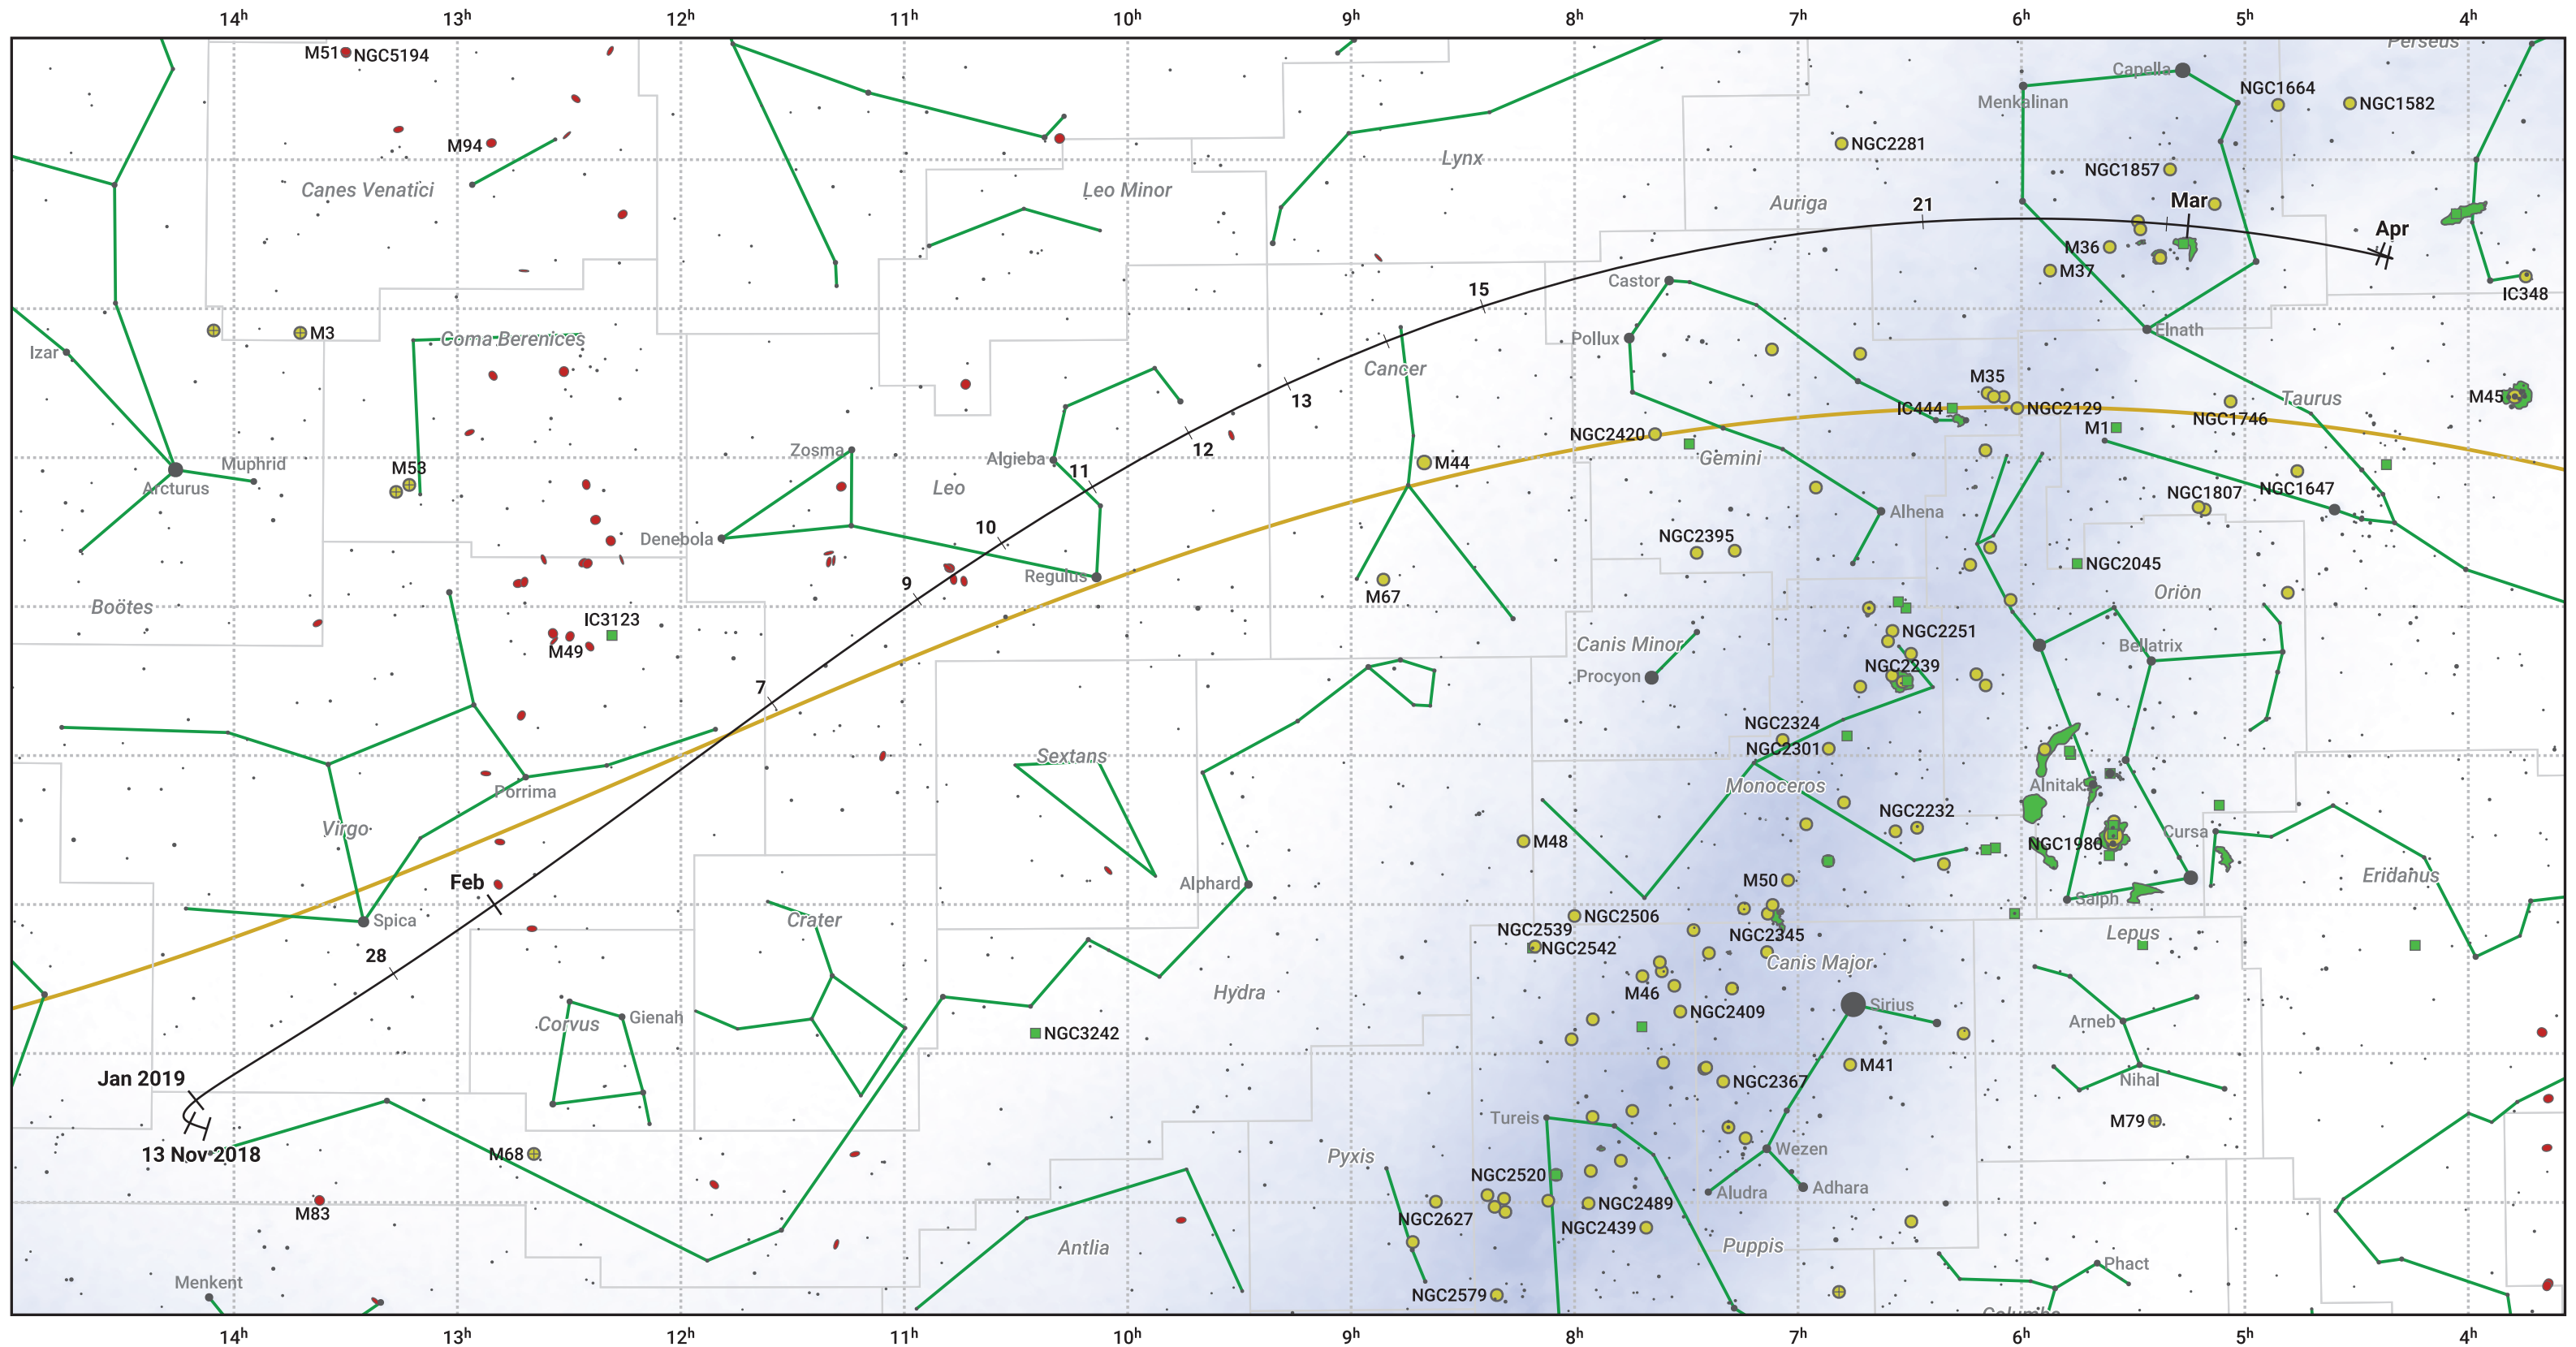 14h 13h 12h 11h 10h 9h 8h 7h 6h 5h 4h
Perseus
M51 NGC5194
Capella
NGC1664
NGC1582
Menkalinan
M94
NGC2281
Lynx
NGC1857
Canes Venatici
Leo Minor
Auriga
21
Mar
Apr
M36
M37
Castor
15
IC348
M3
Coma Berenices
Izar
Pollux
Elnath
Cancer
13
M35
Taurus
M45
IC444
NGC2129
NGC1746
M1
NGC2420
12
Zosma
Algieba
M44
Gemini
Muphrid
M53
11
Leo
Arcturus
NGC1807
NGC1647
Alhena
10
Denebola
NGC2395
NGC2045
Regulus
9
M67
Orion
Boötes
IC3123
M49
NGC2251
Canis Minor
Bellatrix
NGC2239
Procyon
7
NGC2324
NGC2301
Sextans
Monoceros
Alnitak
Porrima
NGC2232
Virgo
M48
NGC1980
Cursa
Feb
Alphard
M50
Eridanus
Saiph
Spica
Crater
NGC2506
NGC2539
NGC2345
Lepus
NGC2542
28
Canis Major
Hydra
M46
Sirius
Corvus
Gienah
NGC2409
Arneb
NGC3242
M41
Jan 2019
NGC2367
Nihal
Tureis
M79
13 Nov 2018
M68
Pyxis
Wezen
NGC2520
Aludra
Adhara
NGC2489
M83
NGC2627
NGC2439
Antlia
Puppis
Phact
Menkent
NGC2579
Columba
14h 13h 12h 11h 10h 9h 8h 7h 6h 5h 4h